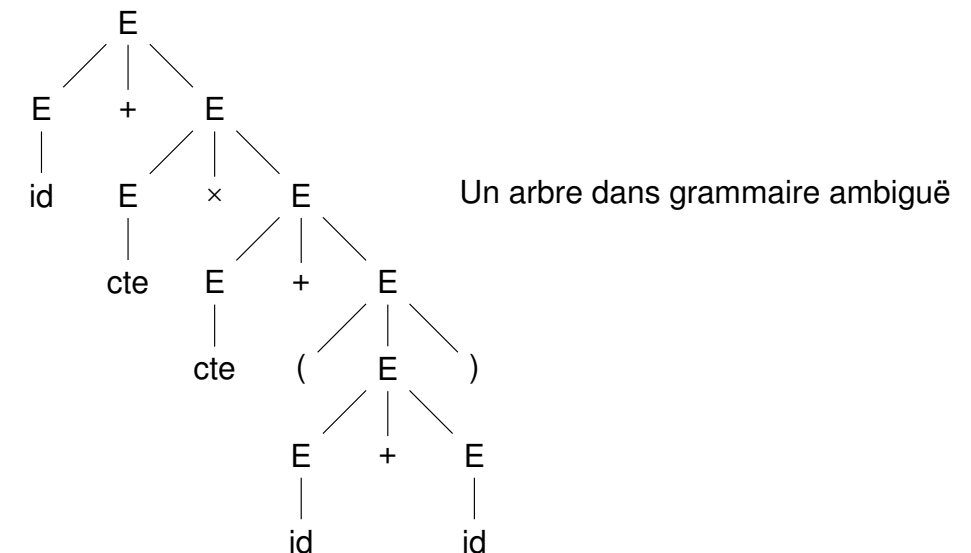 E
E + E
id E × E Un arbre dans grammaire ambiguë
cte E + E
cte ( E )
E + E
id id